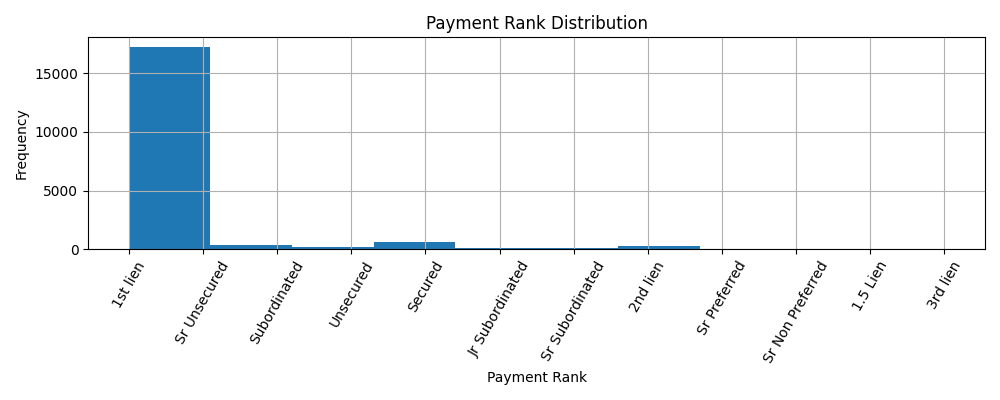 Payment Rank Distribution
Frequency
15000
10000
5000
0
1st lien
Sr Unsecured
Subordinated
Unsecured
Secured
Jr Subordinated
Sr Subordinated
2nd lien
Sr Preferred
Sr Non Preferred
1.5 Lien
3rd lien
Payment Rank